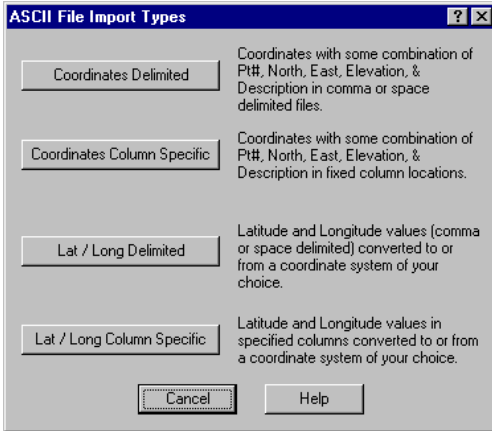 ASCII File Import Types
Coordinates Delimited
Coordinates with some combination of
Pt#, North, East, Elevation, &
Description in comma or space
delimited files.
Coordinates Column Specific
Coordinates with some combination of
Pt#, North, East, Elevation, &
Description in fixed column locations.
Lat / Long Delimited
Latitude and Longitude values (comma
or space delimited) converted to or
from a coordinate system of your
choice.
Lat / Long Column Specific
Latitude and Longitude values in
specified columns converted to or from
a coordinate system of your choice.
Cancel
Help